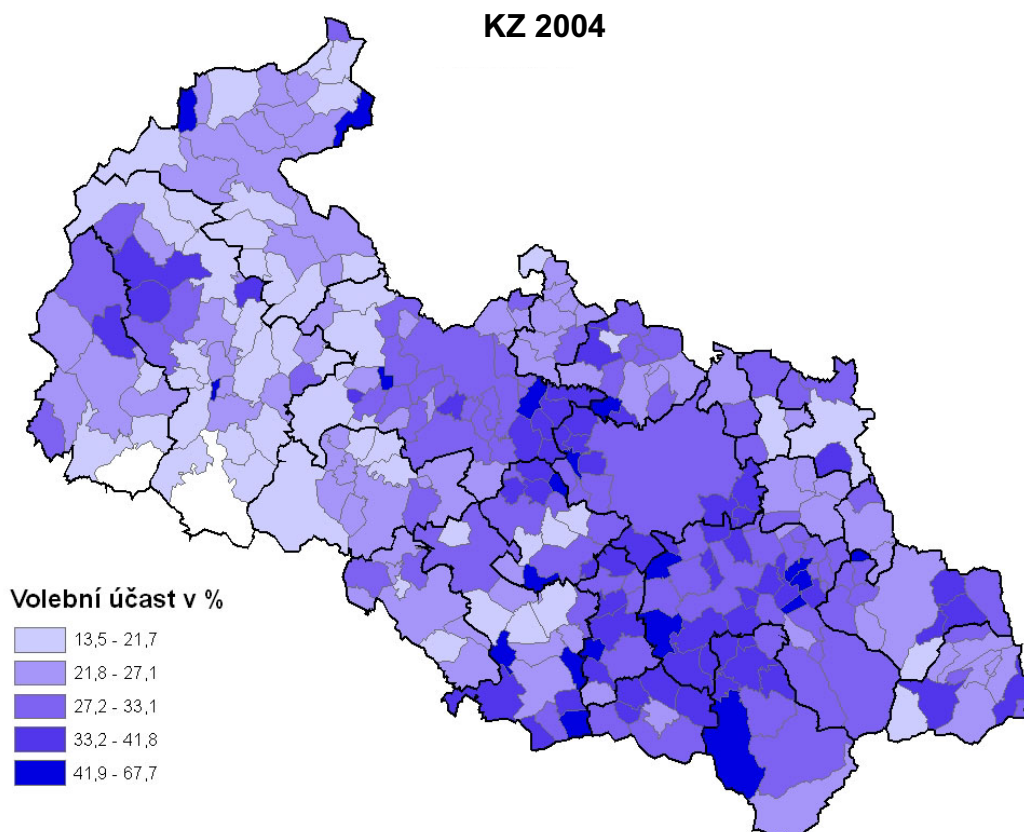 KZ 2004
Volební účast v %
13,5 - 21,7
21,8 - 27,1
27,2 - 33,1
33,2 - 41,8
41,9 - 67,7